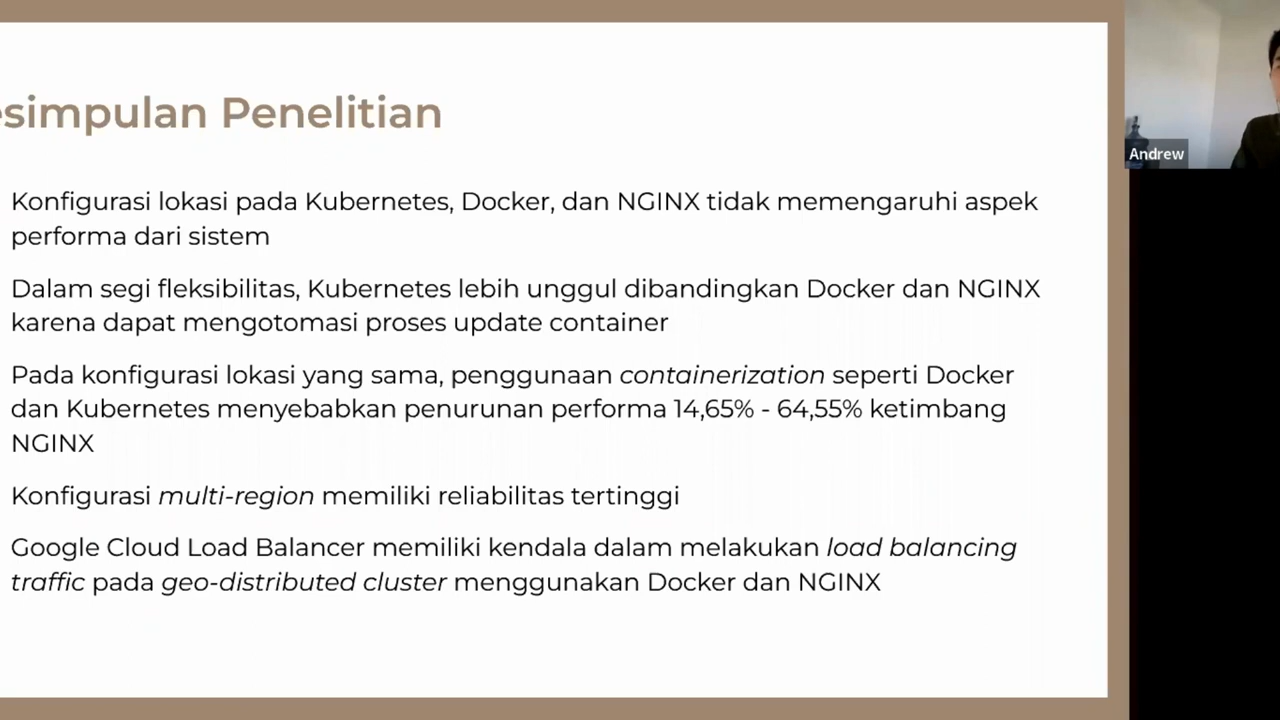 esimpulan Penelitian
Konfigurasi lokasi pada Kubernetes, Docker, dan NGINX tidak memengaruhi aspek
performa dari sistem
Dalam segi fleksibilitas, Kubernetes lebih unggul dibandingkan Docker dan NGINX
karena dapat mengotomasi proses update container
Pada konfigurasi lokasi yang sama, penggunaan containerization seperti Docker
dan Kubernetes menyebabkan penurunan performa 14,65% - 64,55% ketimbang
NGINX
Konfigurasi multi-region memiliki reliabilitas tertinggi
Google Cloud Load Balancer memiliki kendala dalam melakukan load balancing
traffic pada geo-distributed cluster menggunakan Docker dan NGINX
Andrew